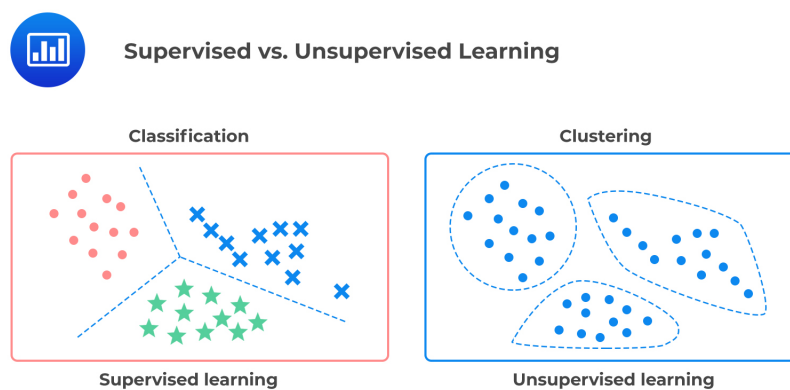 Supervised vs. Unsupervised Learning
Classification
Clustering
Supervised learning
Unsupervised learning